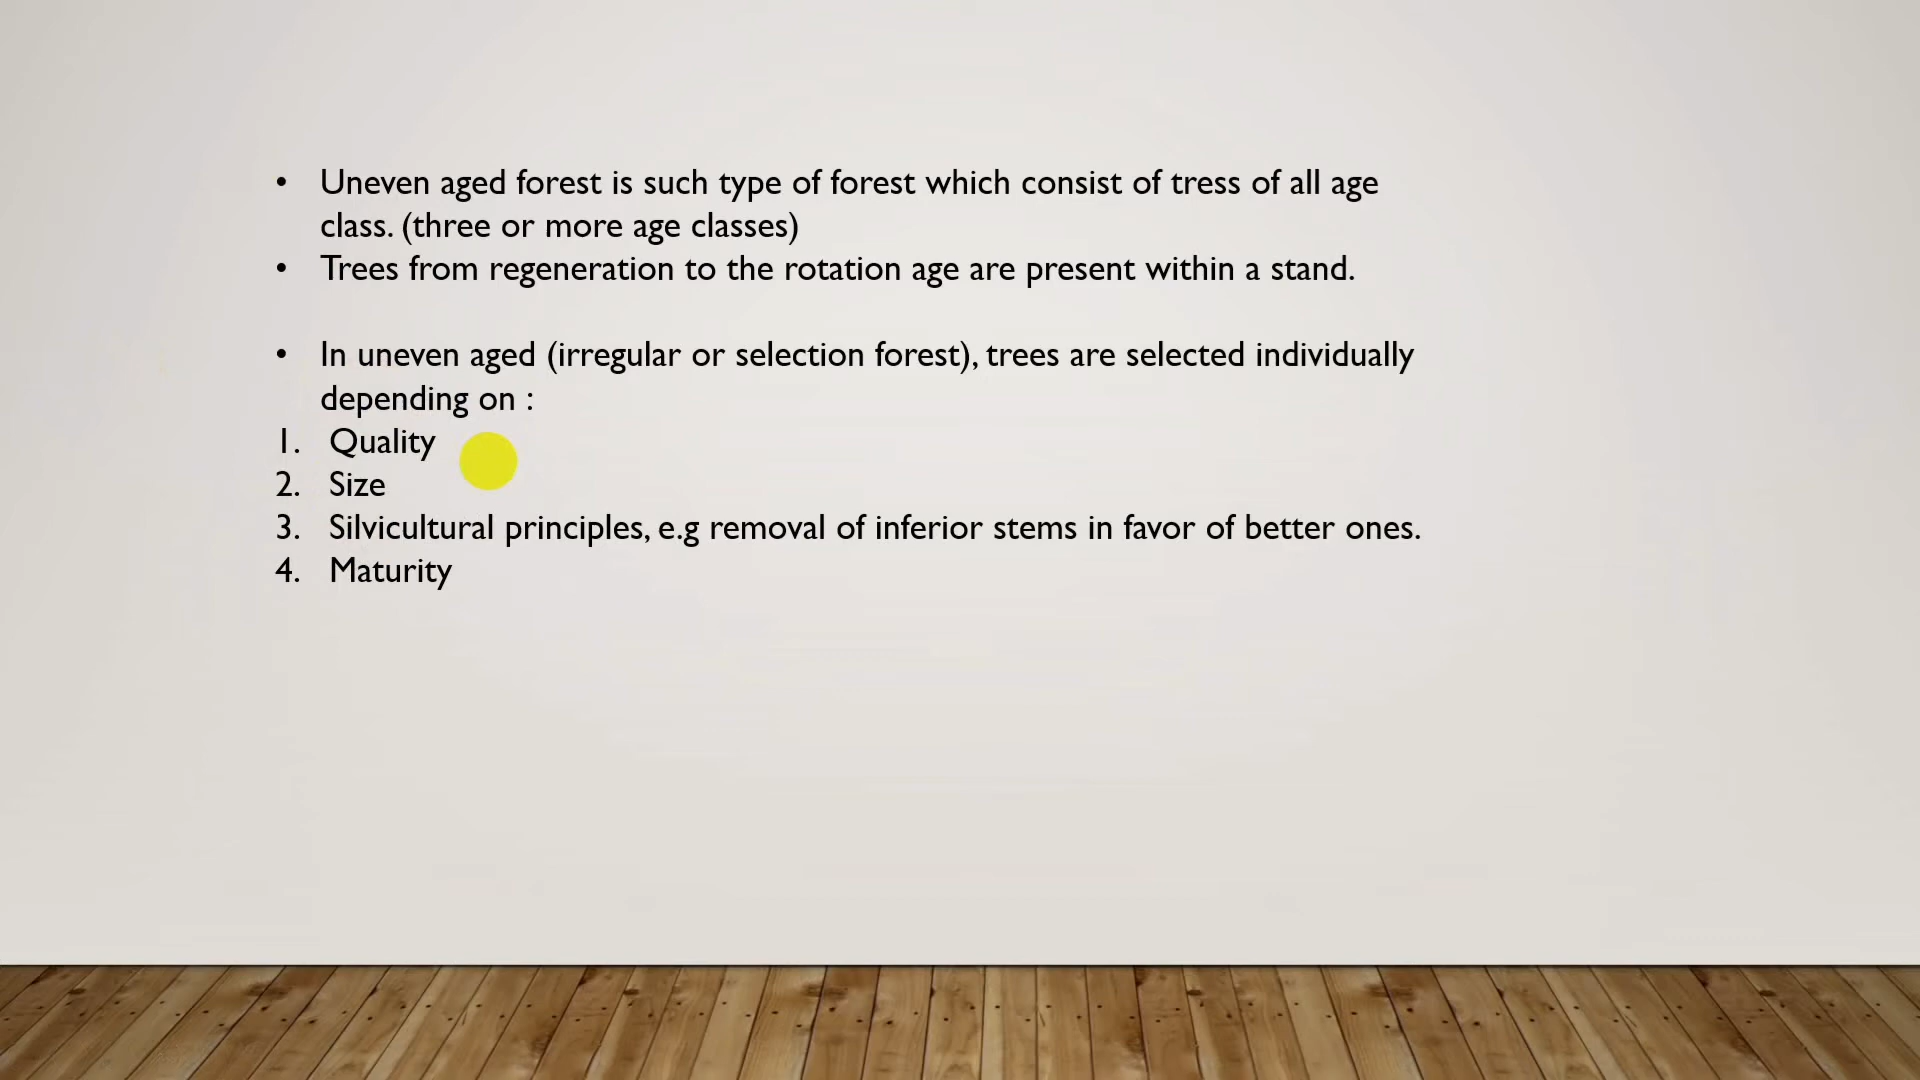 • Uneven aged forest is such type of forest which consist of tress of all age
class. (three or more age classes)
• Trees from regeneration to the rotation age are present within a stand.
• In uneven aged (irregular or selection forest), trees are selected individually
depending on :
1. Quality
2. Size
3. Silvicultural principles, e.g removal of inferior stems in favor of better ones.
4. Maturity